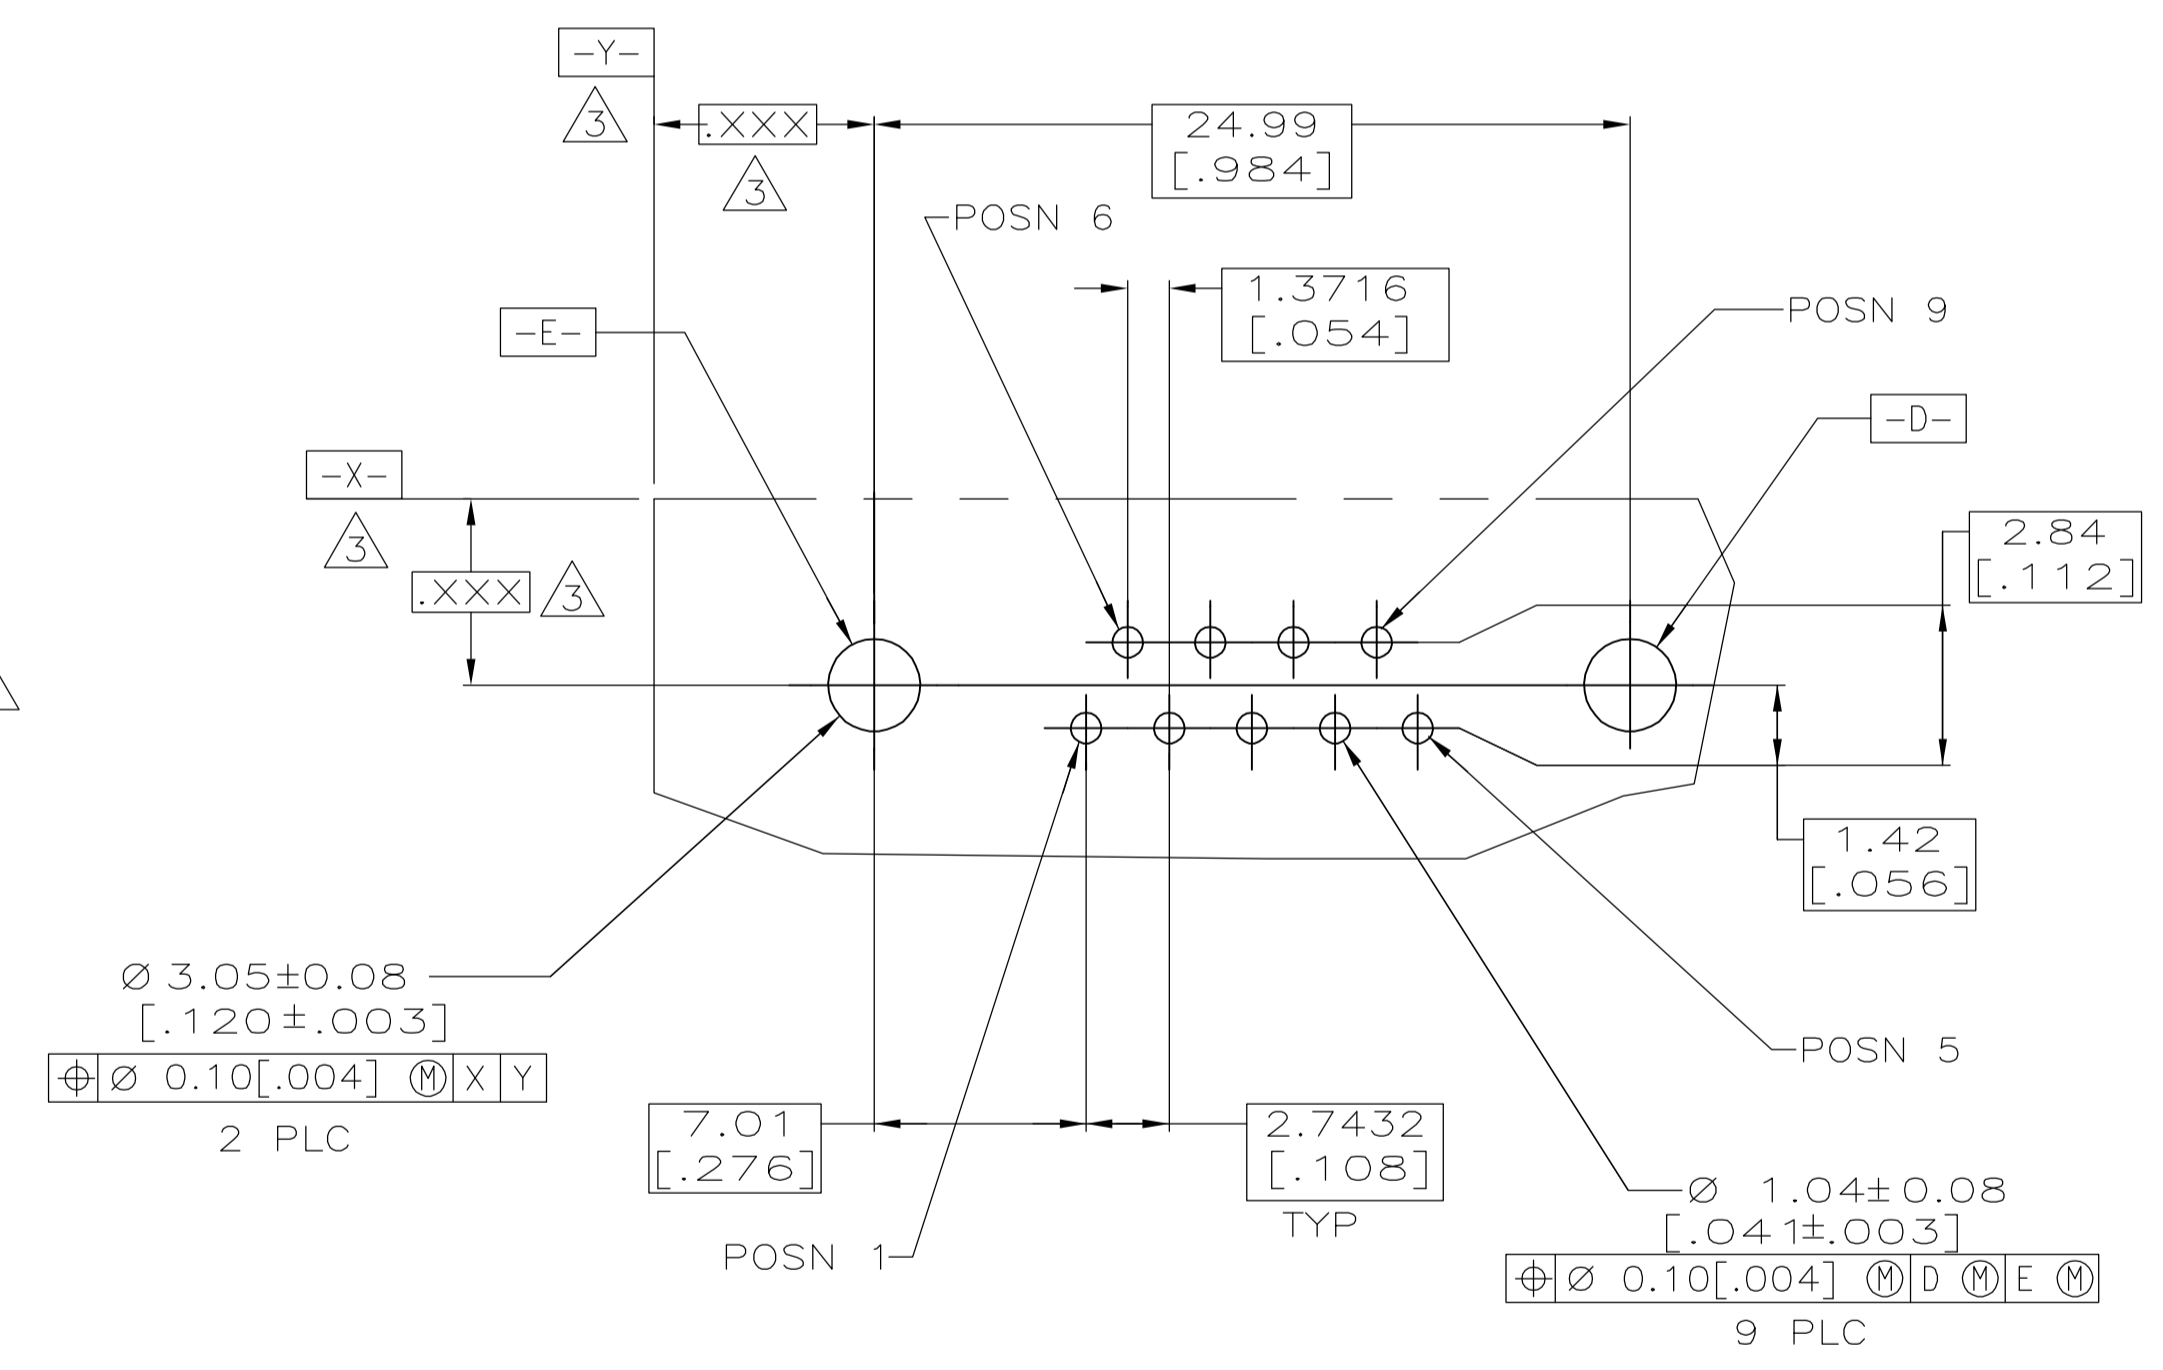 -Y-
3
.XXX
3
24.99
[.984]
POSN 6
1.3716
[.054]
POSN 9
-E-
-D-
-X-
3
.XXX
3
2.84
[.112]
1.42
[.056]
Ø 3.05±0.08
[.120±.003]
⌖ Ø 0.10[.004] Ⓜ X Y
2 PLC
POSN 5
7.01
[.276]
2.7432
[.108]
TYP
POSN 1
Ø 1.04±0.08
[.041±.003]
⌖ Ø 0.10[.004] Ⓜ D Ⓜ E Ⓜ
9 PLC